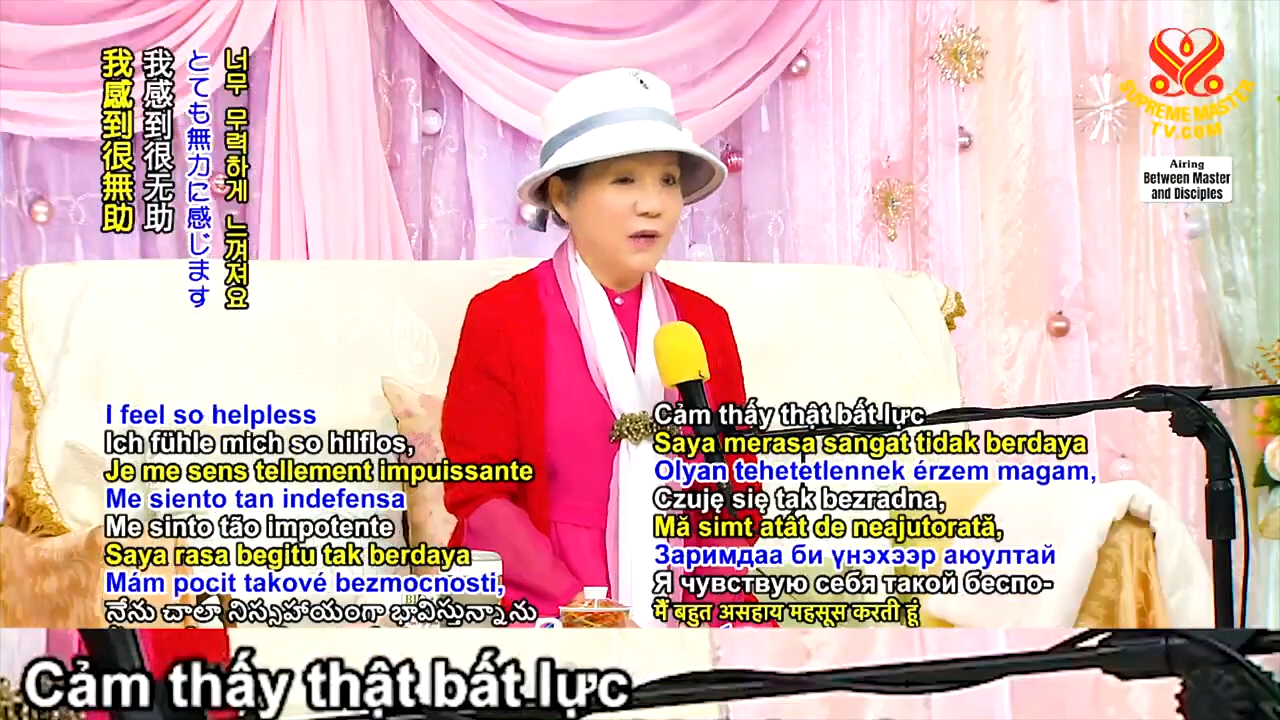 我感到很無助
我感到很无助
とても無力に感じます
너무 무력하게 느껴져요
SUPREME MASTER
TV.COM
Airing
Between Master
and Disciples
I feel so helpless
Ich fühle mich so hilflos,
Je me sens tellement impuissante
Me siento tan indefensa
Me sinto tão impotente
Saya rasa begitu tak berdaya
Mám pocit takové bezmocnosti,
నేను చాలా నిస్సహాయంగా భావిస్తున్నాను
Cảm thấy thật bất lực
Saya merasa sangat tidak berdaya
Olyan tehetetlennek érzem magam,
Czuję się tak bezradna,
Mă simt atât de neajutorată,
Заримдаа би үнэхээр аюултай
Я чувствую себя такой беспо-
मैं बहुत असहाय महसूस करती हूं
Cảm thấy thật bất lực